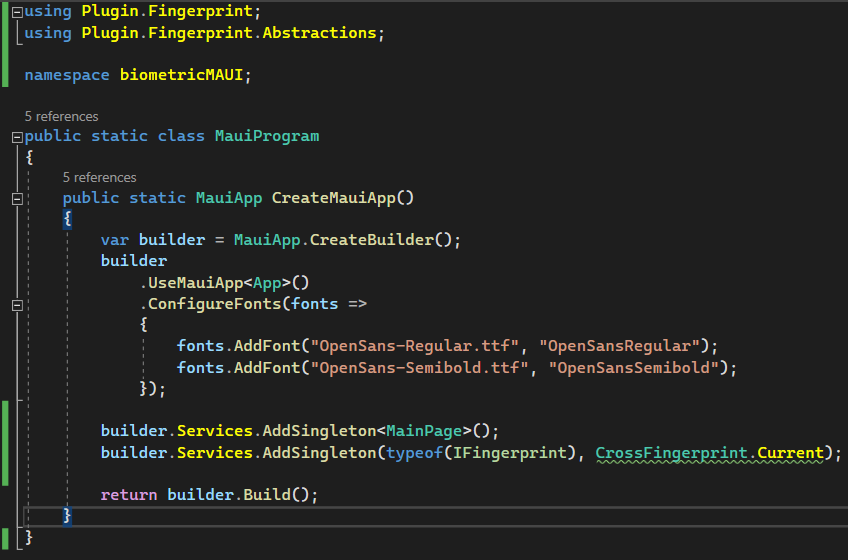 using Plugin.Fingerprint;
using Plugin.Fingerprint.Abstractions;
namespace biometricMAUI;
5 references
public static class MauiProgram
{
5 references
public static MauiApp CreateMauiApp()
{
var builder = MauiApp.CreateBuilder();
builder
.UseMauiApp<App>()
.ConfigureFonts(fonts =>
{
fonts.AddFont("OpenSans-Regular.ttf", "OpenSansRegular");
fonts.AddFont("OpenSans-Semibold.ttf", "OpenSansSemibold");
});
builder.Services.AddSingleton<MainPage>();
builder.Services.AddSingleton(typeof(IFingerprint), CrossFingerprint.Current);
return builder.Build();
}
}